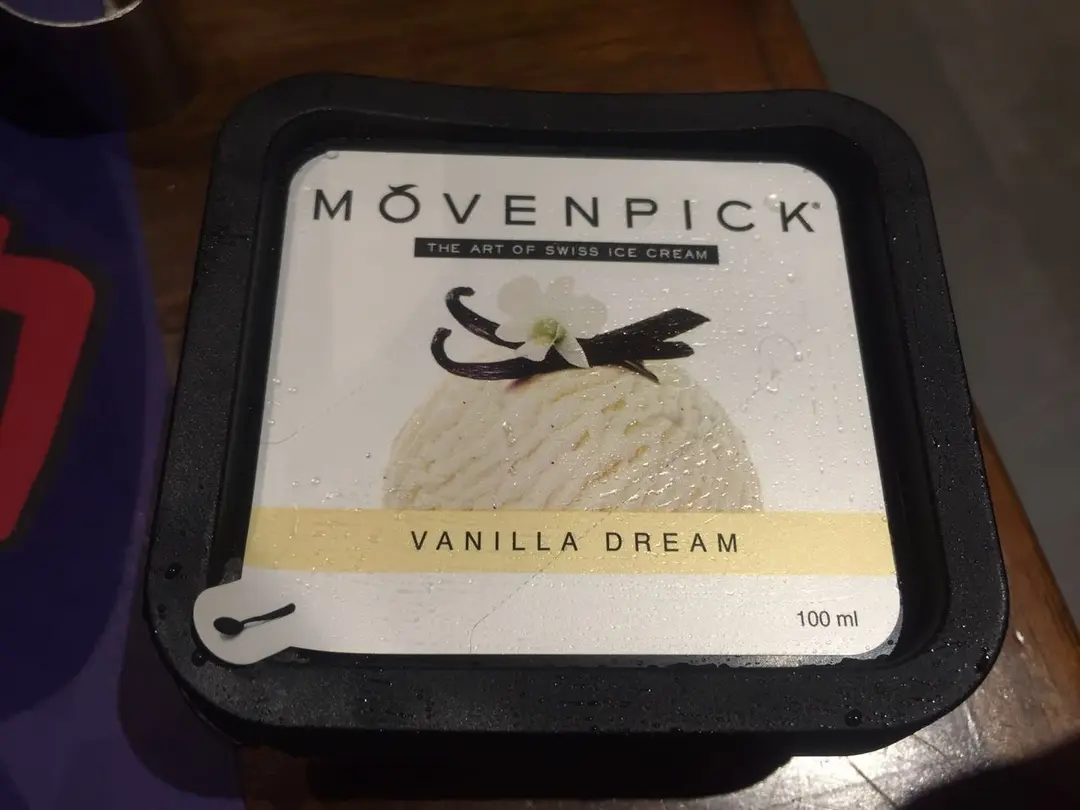 MÖVENPICK®
THE ART OF SWISS ICE CREAM
VANILLA DREAM
100 ml